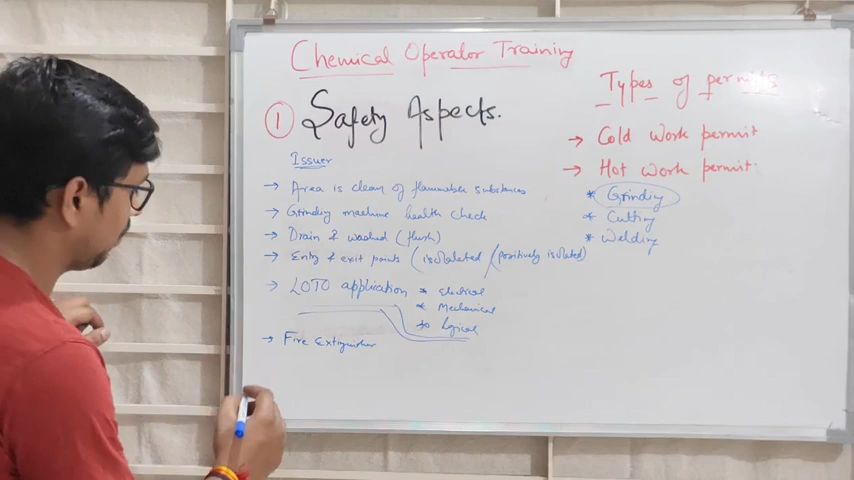 Chemical Operator Training
1 Safety Aspects.
Issuer
→ Area is clean of flammable substances
→ Grinding machine health check
→ Drain & washed (flush)
→ Entry & exit points (isolated / (positively isolated)
→ LOTO application * Electrical
* Mechanical
* Logical
→ Fire Extinguisher
Types of permits
→ Cold work permit
→ Hot work permit.
* Grinding
* Cutting
* Welding